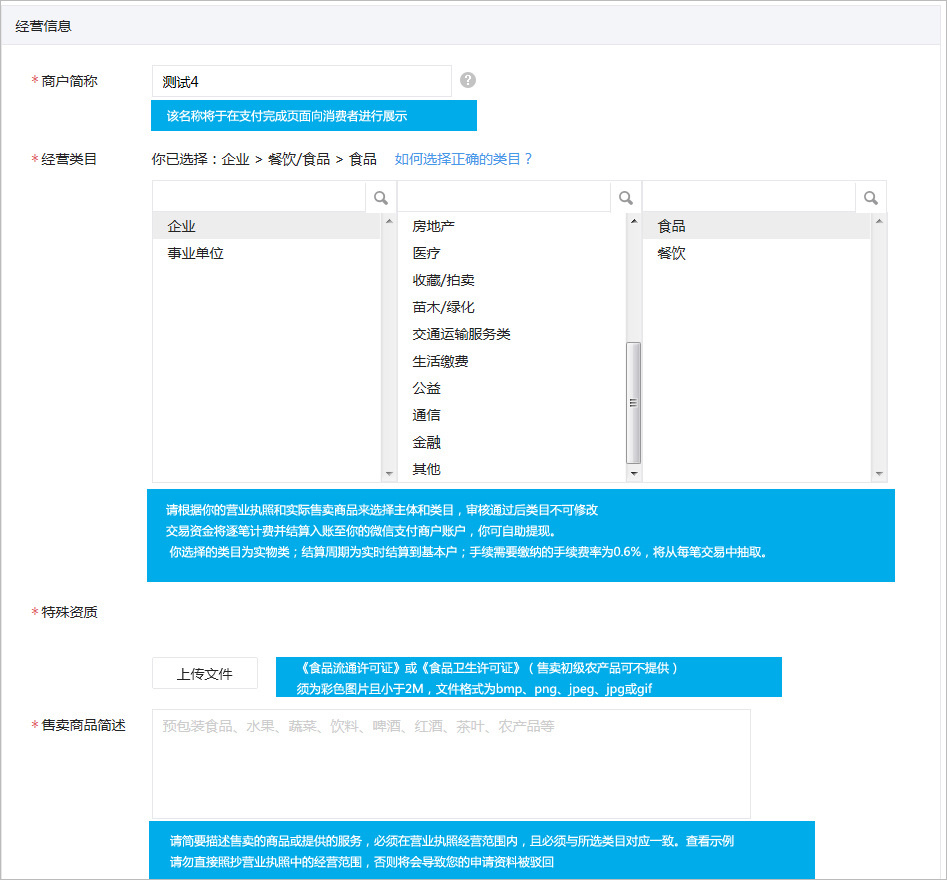 经营信息
*商户简称
测试4
?
该名称将于在支付完成页面向消费者进行展示
*经营类目
你已选择：企业 > 餐饮/食品 > 食品 如何选择正确的类目？
企业
事业单位
房地产
医疗
收藏/拍卖
苗木/绿化
交通运输服务类
生活缴费
公益
通信
金融
其他
食品
餐饮
请根据你的营业执照和实际售卖商品来选择主体和类目，审核通过后类目不可修改
交易资金将逐笔计费并结算入账至你的微信支付商户账户，你可自助提现。
你选择的类目为实物类；结算周期为实时结算到基本户；手续需要缴纳的手续费率为0.6%，将从每笔交易中抽取。
*特殊资质
上传文件
《食品流通许可证》或《食品卫生许可证》（售卖初级农产品可不提供）
须为彩色图片且小于2M，文件格式为bmp、png、jpeg、jpg或gif
*售卖商品简述
预包装食品、水果、蔬菜、饮料、啤酒、红酒、茶叶、农产品等
请简要描述售卖的商品或提供的服务，必须在营业执照经营范围内，且必须与所选类目对应一致。查看示例
请勿直接照抄营业执照中的经营范围，否则将会导致您的申请资料被驳回